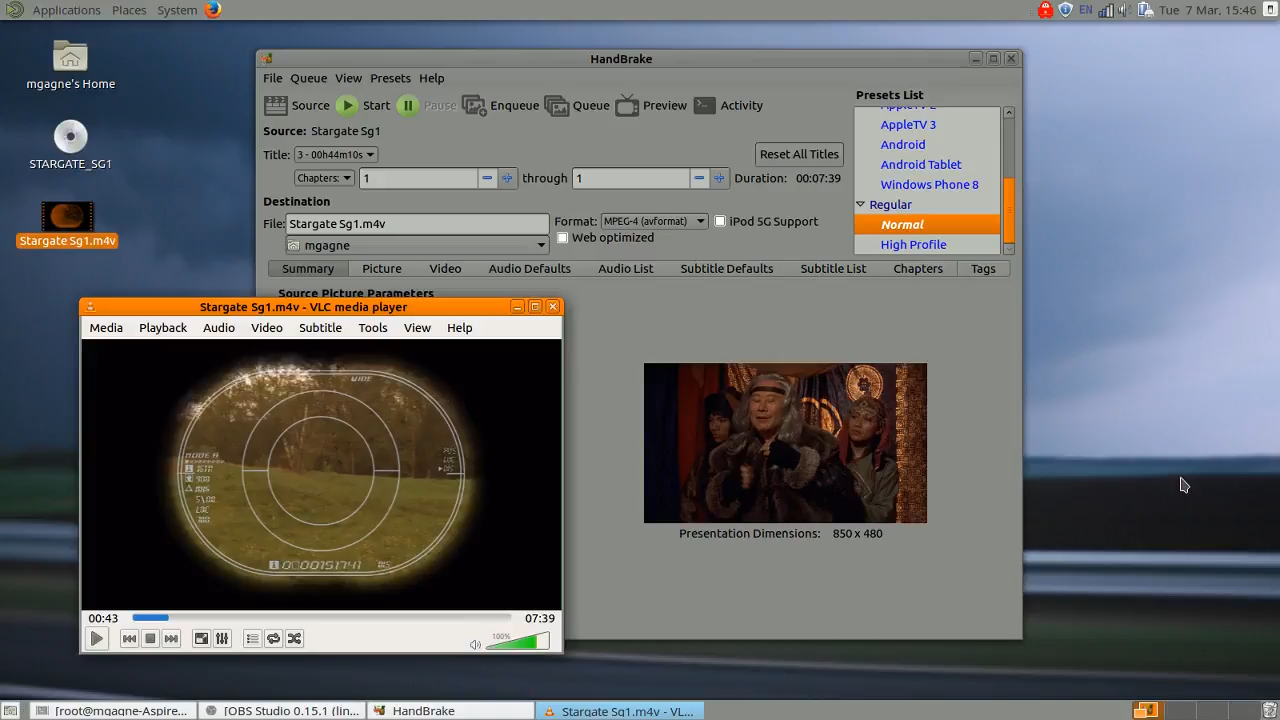 Applications Places System EN Tue 7 Mar, 15:46
mgagne's Home
STARGATE_SG1
Stargate Sg1.m4v
HandBrake
File Queue View Presets Help
Source Start Pause Enqueue Queue Preview Activity
Source: Stargate Sg1
Title: 3 - 00h44m10s Reset All Titles
Chapters: 1 through 1 Duration: 00:07:39
Destination
File: Stargate Sg1.m4v Format: MPEG-4 (avformat) iPod 5G Support
mgagne Web optimized
Presets List
AppleTV 2
AppleTV 3
Android
Android Tablet
Windows Phone 8
Regular
Normal
High Profile
Summary Picture Video Audio Defaults Audio List Subtitle Defaults Subtitle List Chapters Tags
Source Picture Parameters
Presentation Dimensions: 850 x 480
Stargate Sg1.m4v - VLC media player
Media Playback Audio Video Subtitle Tools View Help
WIDE
MODE A
00:43 07:39
100%
[root@mgagne-Aspire... [OBS Studio 0.15.1 (lin... HandBrake Stargate Sg1.m4v - VL...